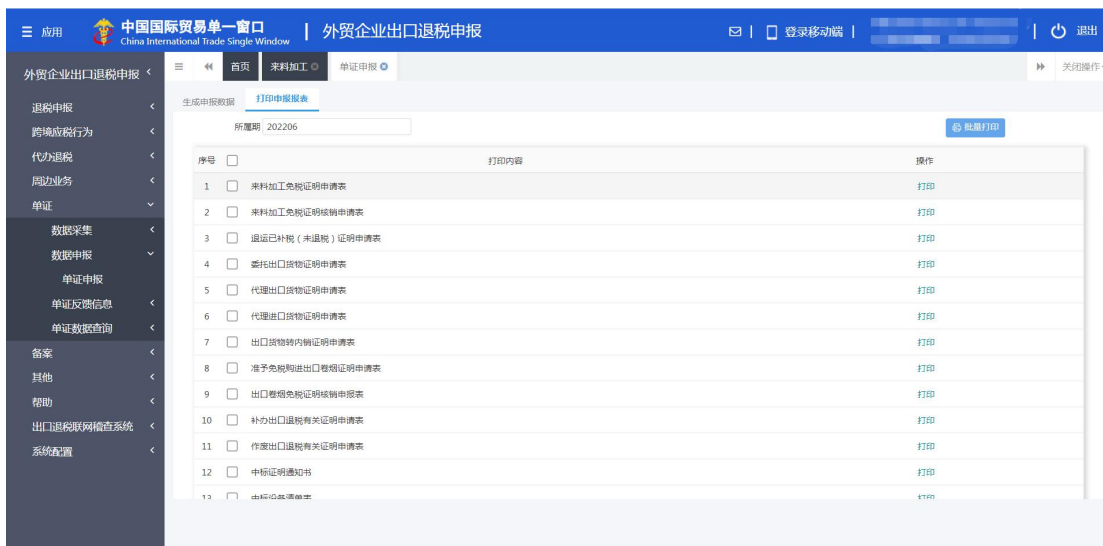 应用
中国国际贸易单一窗口
China International Trade Single Window
外贸企业出口退税申报
登录移动端
退出
外贸企业出口退税申报
首页
来料加工
单证申报
关闭操作
退税申报
跨境应税行为
代办退税
周边业务
单证
数据采集
数据申报
单证申报
单证反馈信息
单证数据查询
备案
其他
帮助
出口退税联网稽查系统
系统配置
生成申报数据
打印申报报表
所属期 202206
批量打印
序号 打印内容 操作
1 来料加工免税证明申请表 打印
2 来料加工免税证明核销申请表 打印
3 退运已补税（未退税）证明申请表 打印
4 委托出口货物证明申请表 打印
5 代理出口货物证明申请表 打印
6 代理进口货物证明申请表 打印
7 出口货物转内销证明申请表 打印
8 准予免税购进出口卷烟证明申请表 打印
9 出口卷烟免税证明核销申报表 打印
10 补办出口退税有关证明申请表 打印
11 作废出口退税有关证明申请表 打印
12 中标证明通知书 打印
13 中标设备清单表 打印